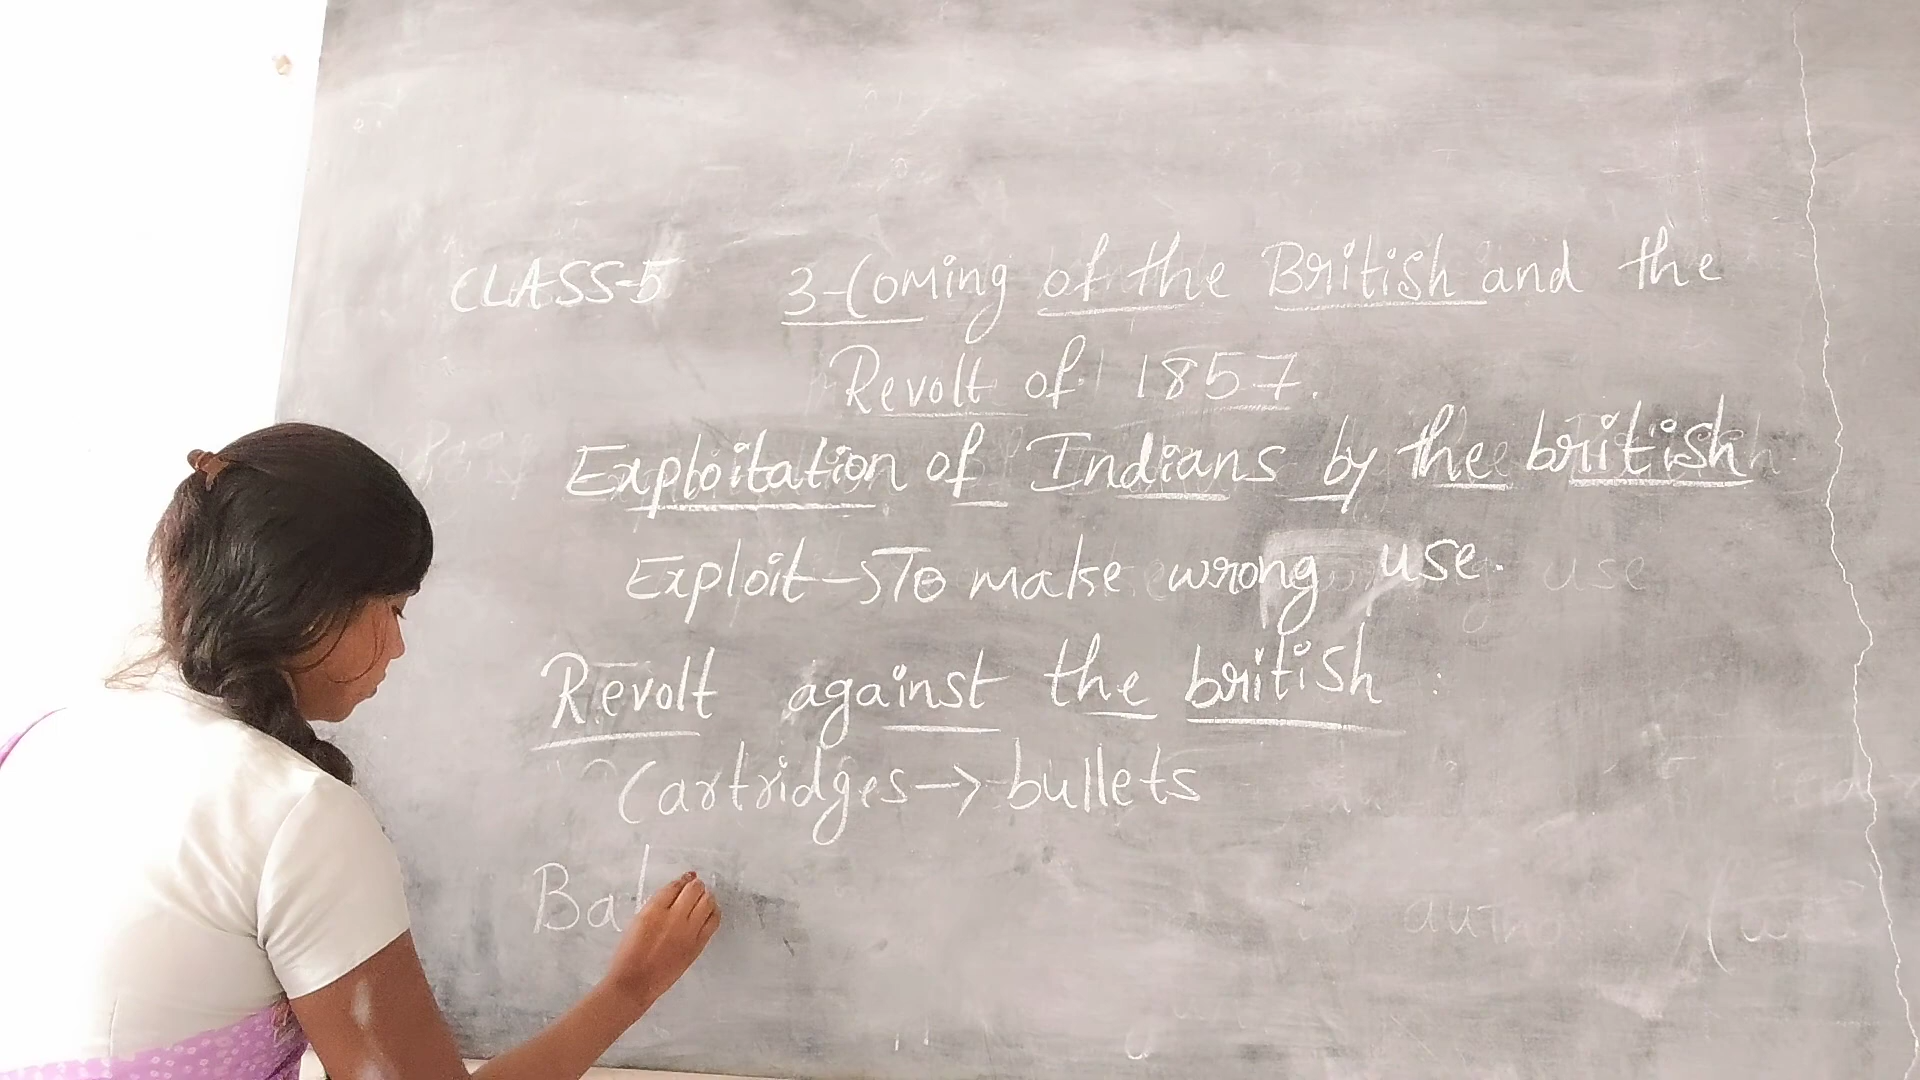 CLASS-5 3-Coming of the British and the
Revolt of 1857.
Exploitation of Indians by the british
Exploit→To make wrong use.
Revolt against the british :
Cartridges→bullets